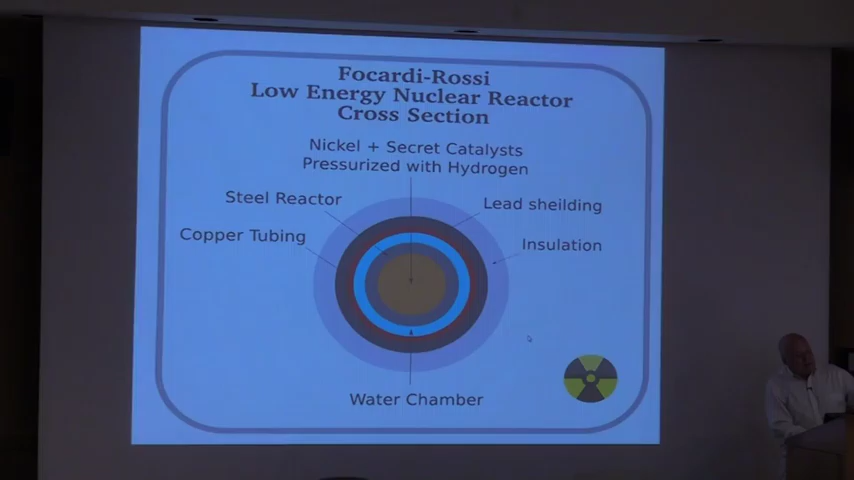 Focardi-Rossi
Low Energy Nuclear Reactor
Cross Section
Nickel + Secret Catalysts
Pressurized with Hydrogen
Steel Reactor
Lead sheilding
Copper Tubing
Insulation
Water Chamber